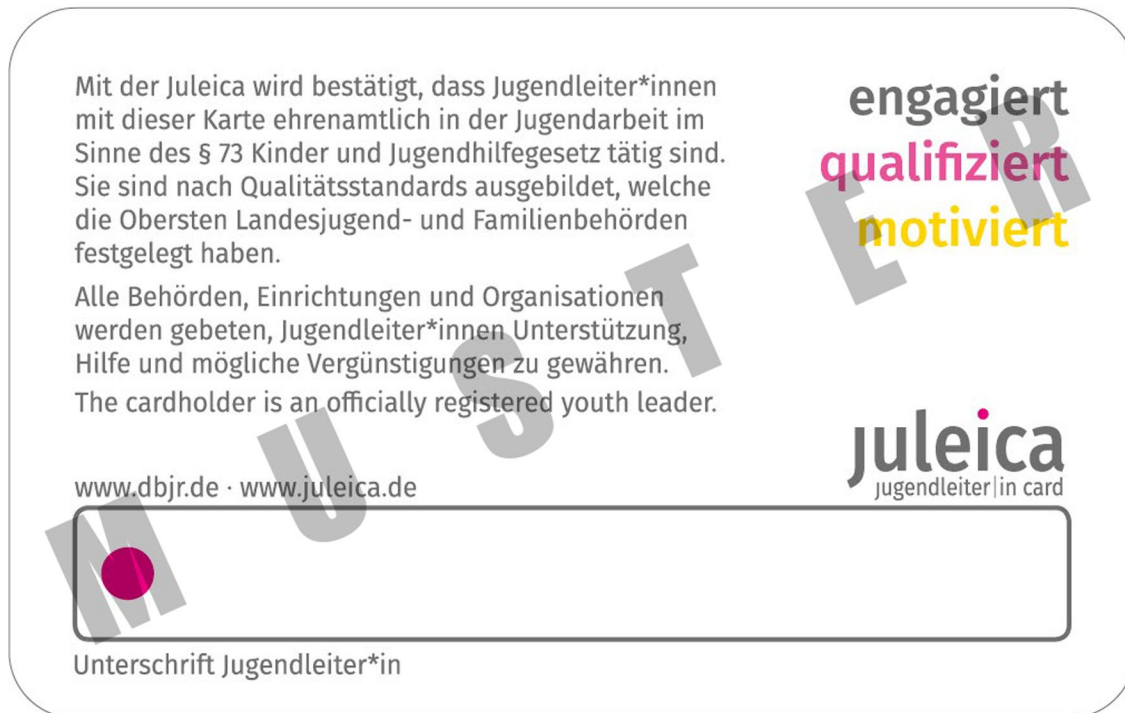 Mit der Juleica wird bestätigt, dass Jugendleiter*innen
mit dieser Karte ehrenamtlich in der Jugendarbeit im
Sinne des § 73 Kinder und Jugendhilfegesetz tätig sind.
Sie sind nach Qualitätsstandards ausgebildet, welche
die Obersten Landesjugend- und Familienbehörden
festgelegt haben.
Alle Behörden, Einrichtungen und Organisationen
werden gebeten, Jugendleiter*innen Unterstützung,
Hilfe und mögliche Vergünstigungen zu gewähren.
The cardholder is an officially registered youth leader.
www.dbjr.de · www.juleica.de
Unterschrift Jugendleiter*in
engagiert
qualifiziert
motiviert
juleica
jugendleiter|in card
MUSTER